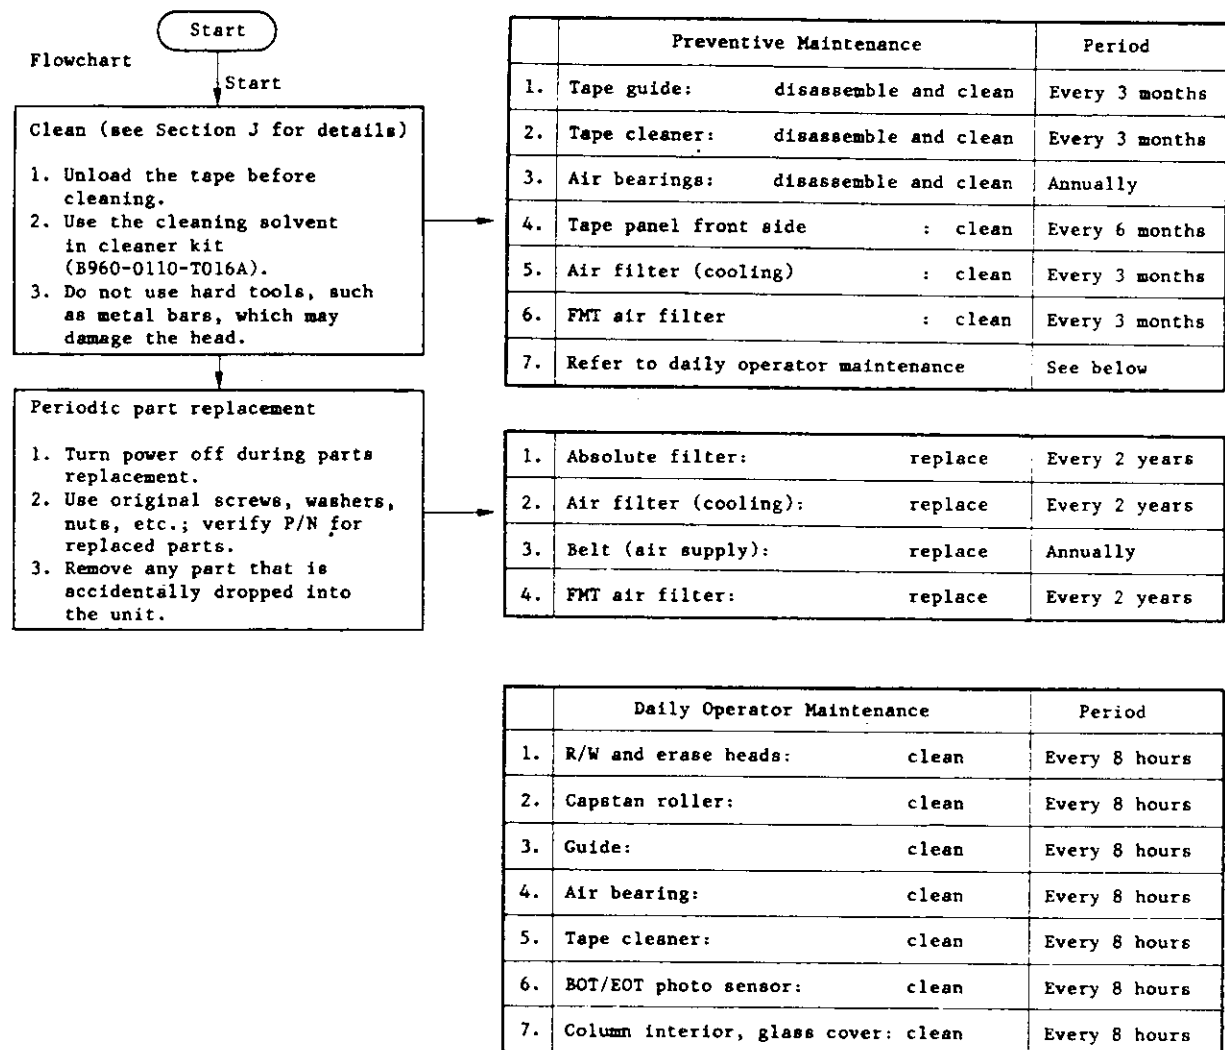 Start
Flowchart
Start
Clean (see Section J for details)
1. Unload the tape before
cleaning.
2. Use the cleaning solvent
in cleaner kit
(B960-0110-T016A).
3. Do not use hard tools, such
as metal bars, which may
damage the head.
Periodic part replacement
1. Turn power off during parts
replacement.
2. Use original screws, washers,
nuts, etc.; verify P/N for
replaced parts.
3. Remove any part that is
accidentally dropped into
the unit.
Preventive Maintenance Period
1. Tape guide: disassemble and clean Every 3 months
2. Tape cleaner: disassemble and clean Every 3 months
3. Air bearings: disassemble and clean Annually
4. Tape panel front side : clean Every 6 months
5. Air filter (cooling) : clean Every 3 months
6. FMT air filter : clean Every 3 months
7. Refer to daily operator maintenance See below
1. Absolute filter: replace Every 2 years
2. Air filter (cooling): replace Every 2 years
3. Belt (air supply): replace Annually
4. FMT air filter: replace Every 2 years
Daily Operator Maintenance Period
1. R/W and erase heads: clean Every 8 hours
2. Capstan roller: clean Every 8 hours
3. Guide: clean Every 8 hours
4. Air bearing: clean Every 8 hours
5. Tape cleaner: clean Every 8 hours
6. BOT/EOT photo sensor: clean Every 8 hours
7. Column interior, glass cover: clean Every 8 hours